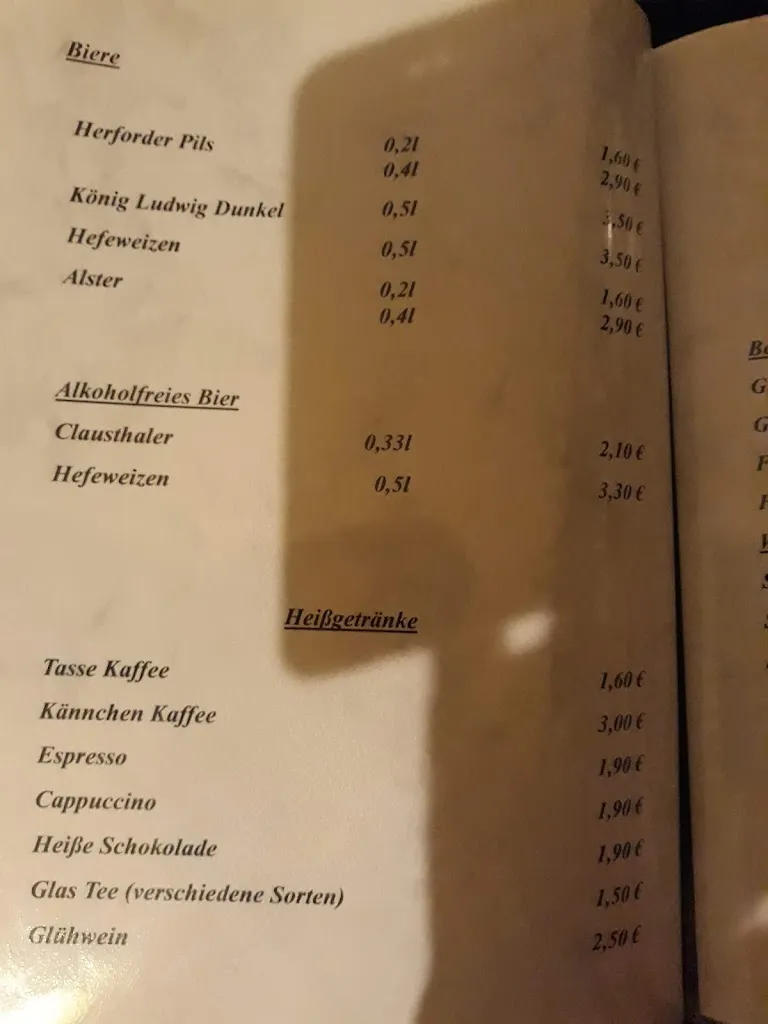 Biere
Herforder Pils 0,2l 1,60 €
0,4l 2,90 €
König Ludwig Dunkel 0,5l 3,50 €
Hefeweizen 0,5l 3,50 €
Alster 0,2l 1,60 €
0,4l 2,90 €
Alkoholfreies Bier
Clausthaler 0,33l 2,10 €
Hefeweizen 0,5l 3,30 €
Heißgetränke
Tasse Kaffee 1,60 €
Kännchen Kaffee 3,00 €
Espresso 1,90 €
Cappuccino 1,90 €
Heiße Schokolade 1,90 €
Glas Tee (verschiedene Sorten) 1,50 €
Glühwein 2,50 €